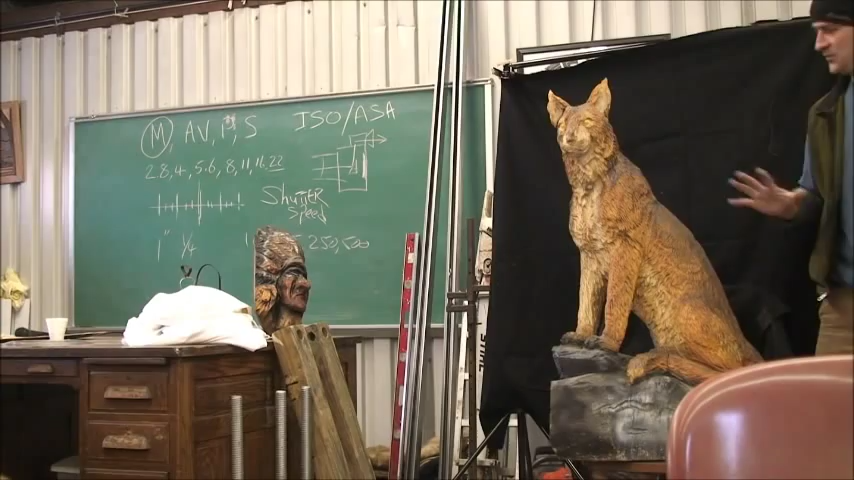 M, AV, P, S
ISO/ASA
2.8, 4, 5.6, 8, 11, 16. 22
Shutter
Speed
1" 1/4
250, 500